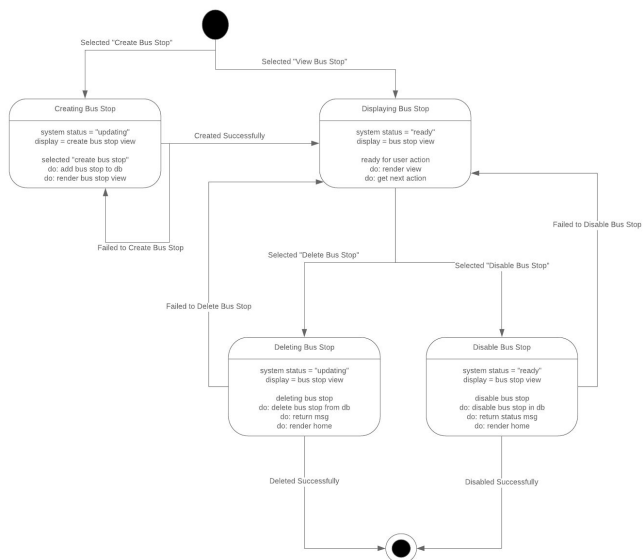 Selected "Create Bus Stop"
Selected "View Bus Stop"
Creating Bus Stop
system status = "updating"
display = create bus stop view
selected "create bus stop"
do: add bus stop to db
do: render bus stop view
Created Successfully
Displaying Bus Stop
system status = "ready"
display = bus stop view
ready for user action
do: render view
do: get next action
Failed to Create Bus Stop
Failed to Disable Bus Stop
Selected "Delete Bus Stop"
Selected "Disable Bus Stop"
Failed to Delete Bus Stop
Deleting Bus Stop
system status = "updating"
display = bus stop view
deleting bus stop
do: delete bus stop from db
do: return msg
do: render home
Disable Bus Stop
system status = "ready"
display = bus stop view
disable bus stop
do: disable bus stop in db
do: return status msg
do: render home
Deleted Successfully
Disabled Successfully